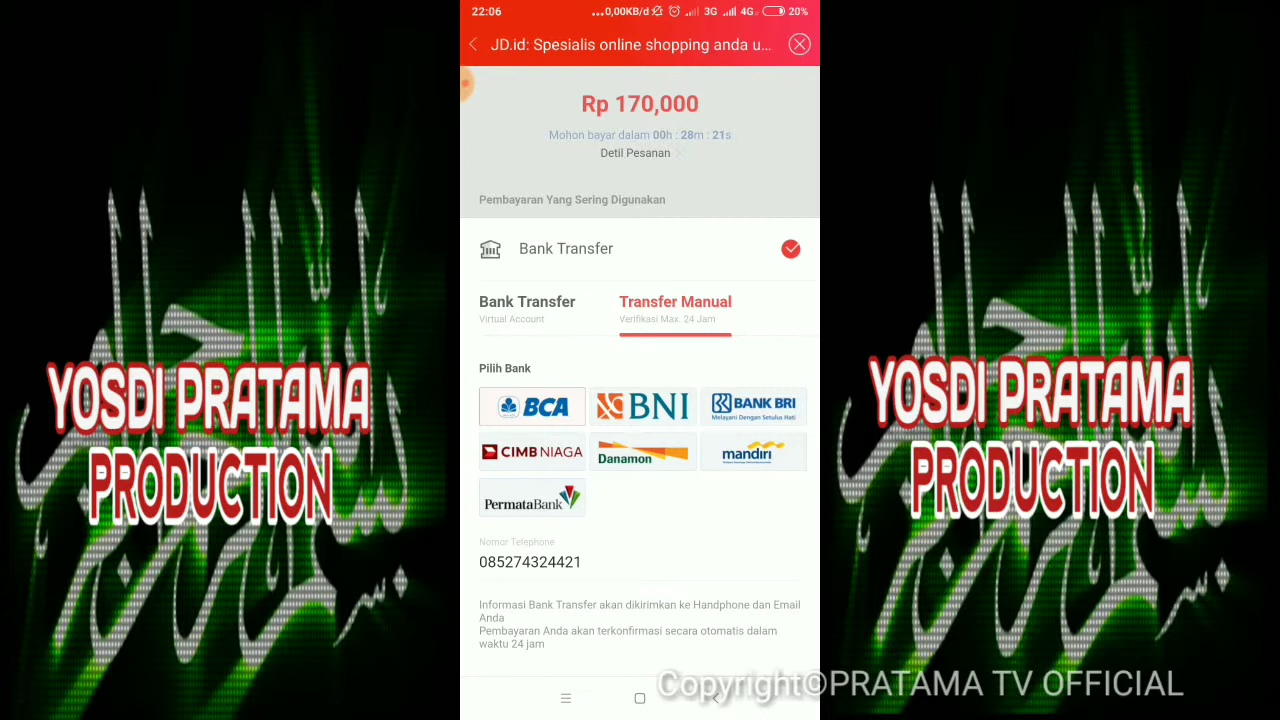 22:06
...0,00KB/d 3G 4G 20%
JD.id: Spesialis online shopping anda u...
Rp 170,000
Mohon bayar dalam 00h : 28m : 21s
Detil Pesanan
Pembayaran Yang Sering Digunakan
Bank Transfer
Bank Transfer
Virtual Account
Transfer Manual
Verifikasi Max. 24 Jam
Pilih Bank
BCA
BNI
BANK BRI
Melayani Dengan Setulus Hati
CIMB NIAGA
Danamon
mandiri
PermataBank
Nomor Telephone
085274324421
Informasi Bank Transfer akan dikirimkan ke Handphone dan Email
Anda
Pembayaran Anda akan terkonfirmasi secara otomatis dalam
waktu 24 jam
YOSDI PRATAMA
PRODUCTION
YOSDI PRATAMA
PRODUCTION
Copyright©PRATAMA TV OFFICIAL